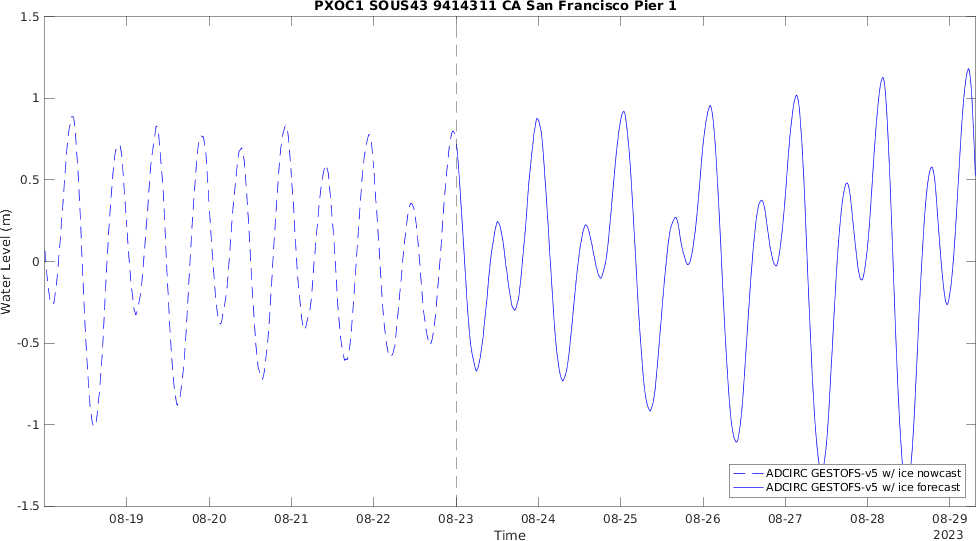 PXOC1 SOUS43 9414311 CA San Francisco Pier 1
1.5
1
0.5
0
-0.5
-1
-1.5
Water Level (m)
ADCIRC GESTOFS-v5 w/ ice nowcast
ADCIRC GESTOFS-v5 w/ ice forecast
08-19 08-20 08-21 08-22 08-23 08-24 08-25 08-26 08-27 08-28 08-29
2023
Time